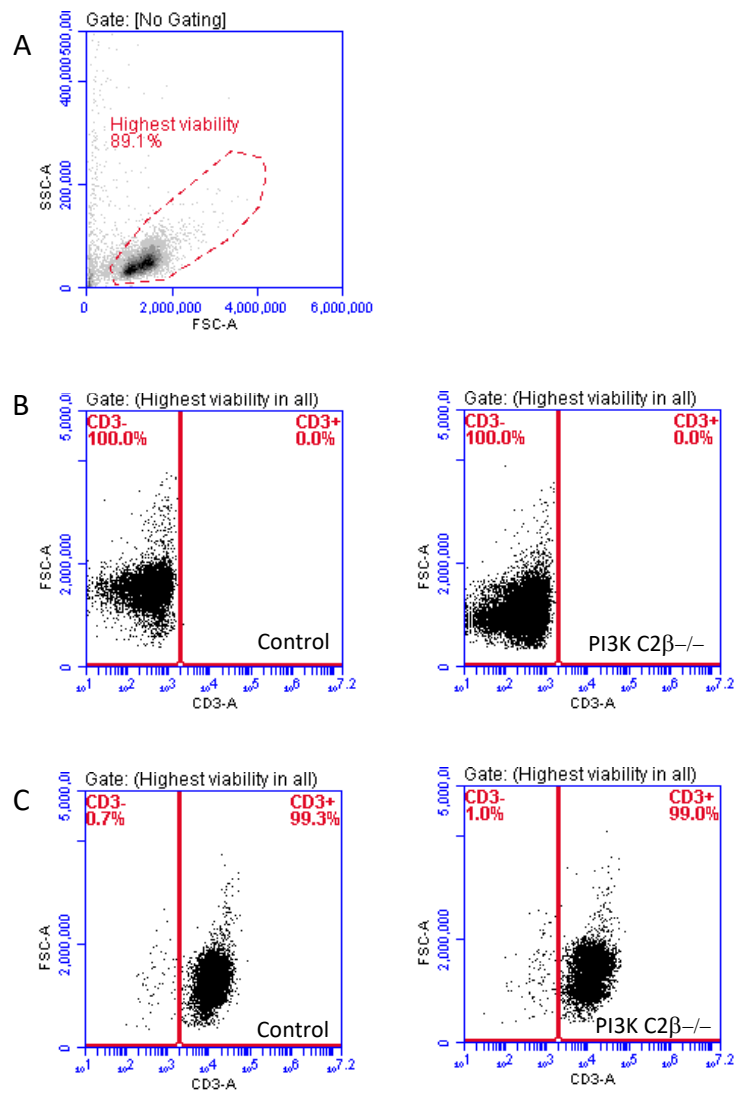 A
Gate: [No Gating]
Highest viability
89.1%
SSC-A
0 200,000 400,000 500,000
0 2,000,000 4,000,000 6,000,000
FSC-A
B
Gate: (Highest viability in all)
CD3- CD3+
100.0% 0.0%
FSC-A
0 2,000,000 5,000,0
Control
10^1 10^2 10^3 10^4 10^5 10^6 10^7.2
CD3-A
Gate: (Highest viability in all)
CD3- CD3+
100.0% 0.0%
FSC-A
0 2,000,000 5,000,0
PI3K C2β−/−
10^1 10^2 10^3 10^4 10^5 10^6 10^7.2
CD3-A
C
Gate: (Highest viability in all)
CD3- CD3+
0.7% 99.3%
FSC-A
0 2,000,000 5,000,0
Control
10^1 10^2 10^3 10^4 10^5 10^6 10^7.2
CD3-A
Gate: (Highest viability in all)
CD3- CD3+
1.0% 99.0%
FSC-A
0 2,000,000 5,000,0
PI3K C2β−/−
10^1 10^2 10^3 10^4 10^5 10^6 10^7.2
CD3-A